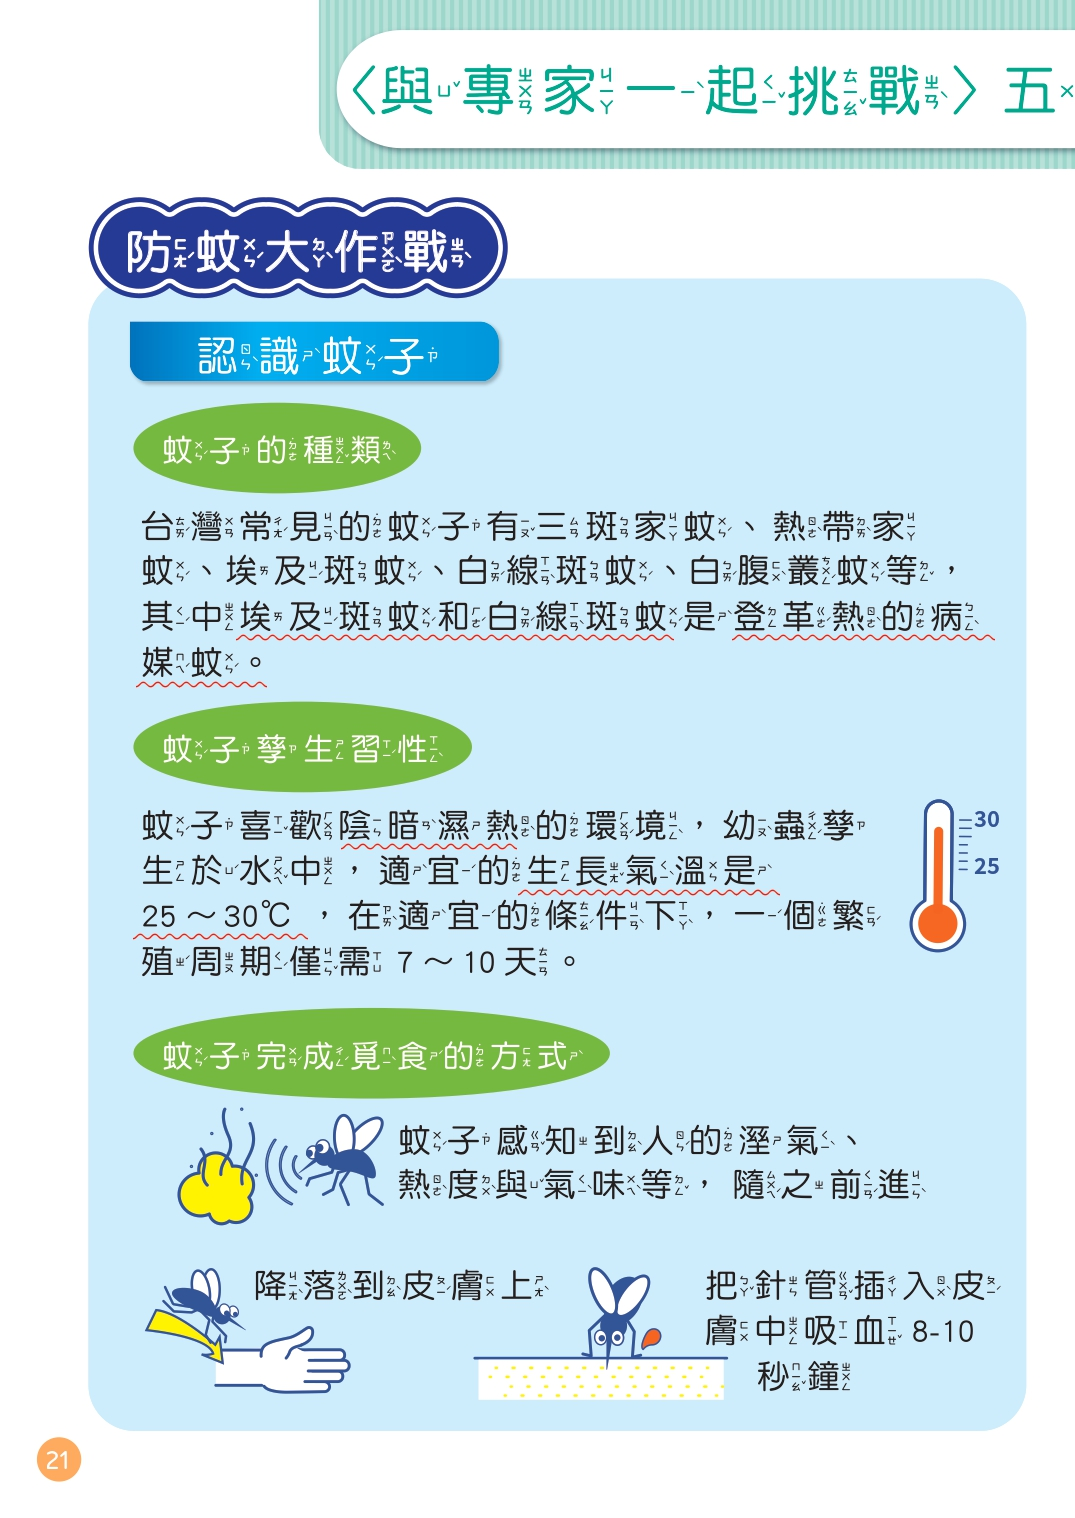 〈與專家一起挑戰〉五
防蚊大作戰
認識蚊子
蚊子的種類
台灣常見的蚊子有三斑家蚊、熱帶家
蚊、埃及斑蚊、白線斑蚊、白腹叢蚊等，
其中埃及斑蚊和白線斑蚊是登革熱的病
媒蚊。
蚊子孳生習性
蚊子喜歡陰暗濕熱的環境，幼蟲孳
生於水中，適宜的生長氣溫是
25～30℃，在適宜的條件下，一個繁
殖周期僅需 7～10 天。
30
25
蚊子完成覓食的方式
蚊子感知到人的溼氣、
熱度與氣味等，隨之前進
降落到皮膚上
把針管插入皮
膚中吸血 8-10
秒鐘
21